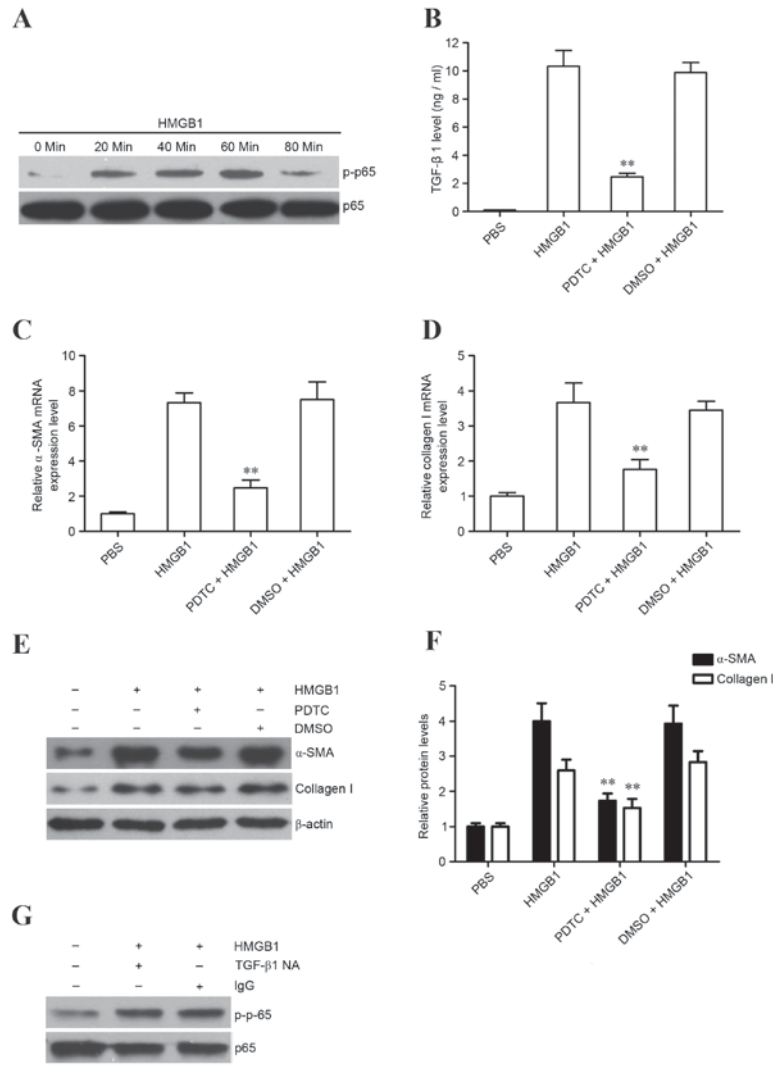 A
HMGB1
0 Min 20 Min 40 Min 60 Min 80 Min
p-p65
p65
B
TGF-β 1 level (ng / ml)
12
10
8
6
4
2
0
**
PBS
HMGB1
PDTC + HMGB1
DMSO + HMGB1
C
Relative α -SMA mRNA
expression level
10
8
6
4
2
0
**
PBS
HMGB1
PDTC + HMGB1
DMSO + HMGB1
D
Relative collagen I mRNA
expression level
5
4
3
2
1
0
**
PBS
HMGB1
PDTC + HMGB1
DMSO + HMGB1
E
– + + + HMGB1
– – + – PDTC
– – – + DMSO
α-SMA
Collagen I
β-actin
F
α-SMA
Collagen I
Relative protein levels
5
4
3
2
1
0
** **
PBS
HMGB1
PDTC + HMGB1
DMSO + HMGB1
G
– + + HMGB1
– + – TGF-β1 NA
– – + IgG
p-p-65
p65